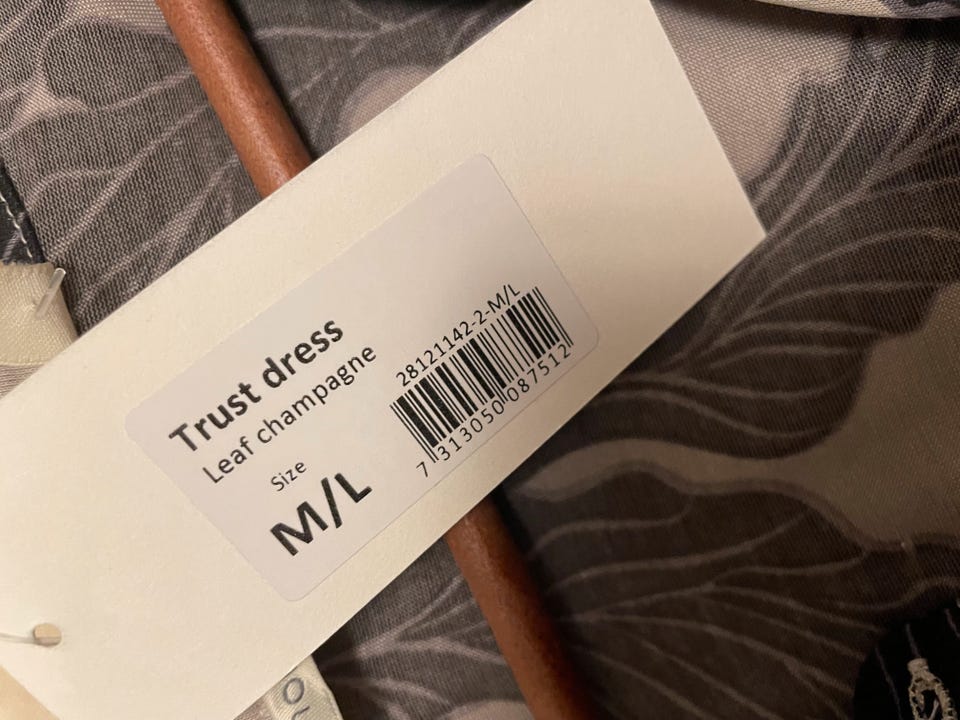 Trust dress
Leaf champagne
Size
M/L
28121142-2-M/L
7 313050 087512